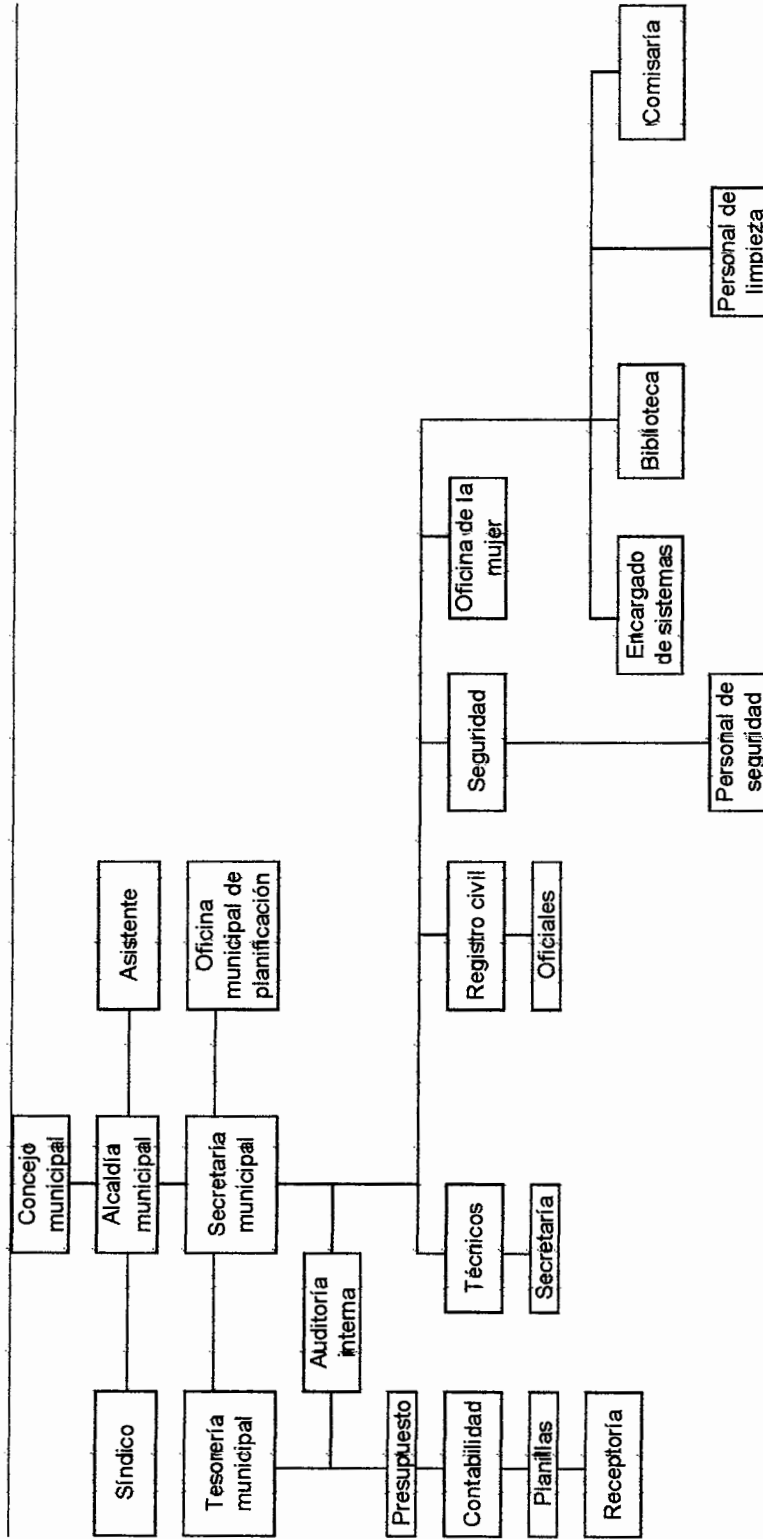 Concejo
municipal
Síndico
Alcaldía
municipal
Asistente
Tesorería
municipal
Secretaría
municipal
Oficina
municipal de
planificación
Auditoría
interna
Presupuesto
Contabilidad
Planillas
Receptoría
Técnicos
Secretaría
Registro civil
Oficiales
Seguridad
Personal de
seguridad
Oficina de la
mujer
Encargado
de sistemas
Biblioteca
Personal de
limpieza
Comisaría